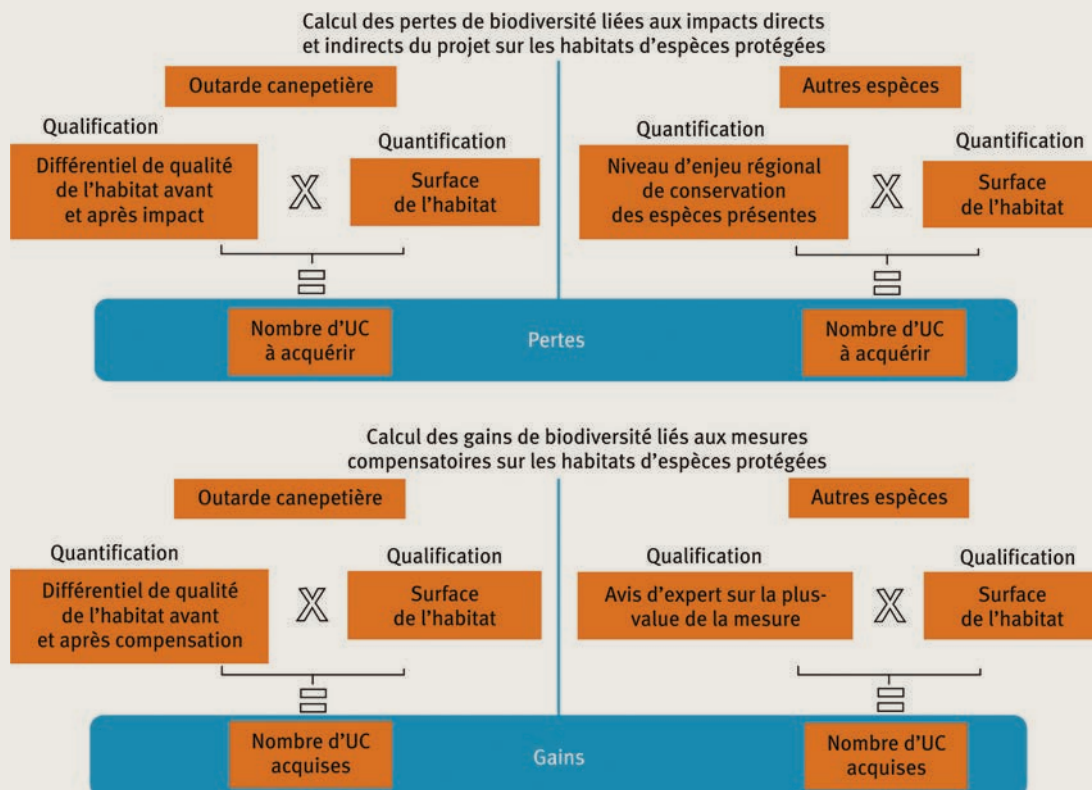 Calcul des pertes de biodiversité liées aux impacts directs
et indirects du projet sur les habitats d'espèces protégées
Outarde canepetière
Qualification
Différentiel de qualité
de l'habitat avant
et après impact
X
Quantification
Surface
de l'habitat
=
Nombre d'UC
à acquérir
Pertes
Autres espèces
Quantification
Niveau d'enjeu régional
de conservation
des espèces présentes
X
Quantification
Surface
de l'habitat
=
Nombre d'UC
à acquérir
Calcul des gains de biodiversité liés aux mesures
compensatoires sur les habitats d'espèces protégées
Outarde canepetière
Quantification
Différentiel de qualité
de l'habitat avant
et après compensation
X
Qualification
Surface
de l'habitat
=
Nombre d'UC
acquises
Gains
Autres espèces
Qualification
Avis d'expert sur la plus-
value de la mesure
X
Qualification
Surface
de l'habitat
=
Nombre d'UC
acquises